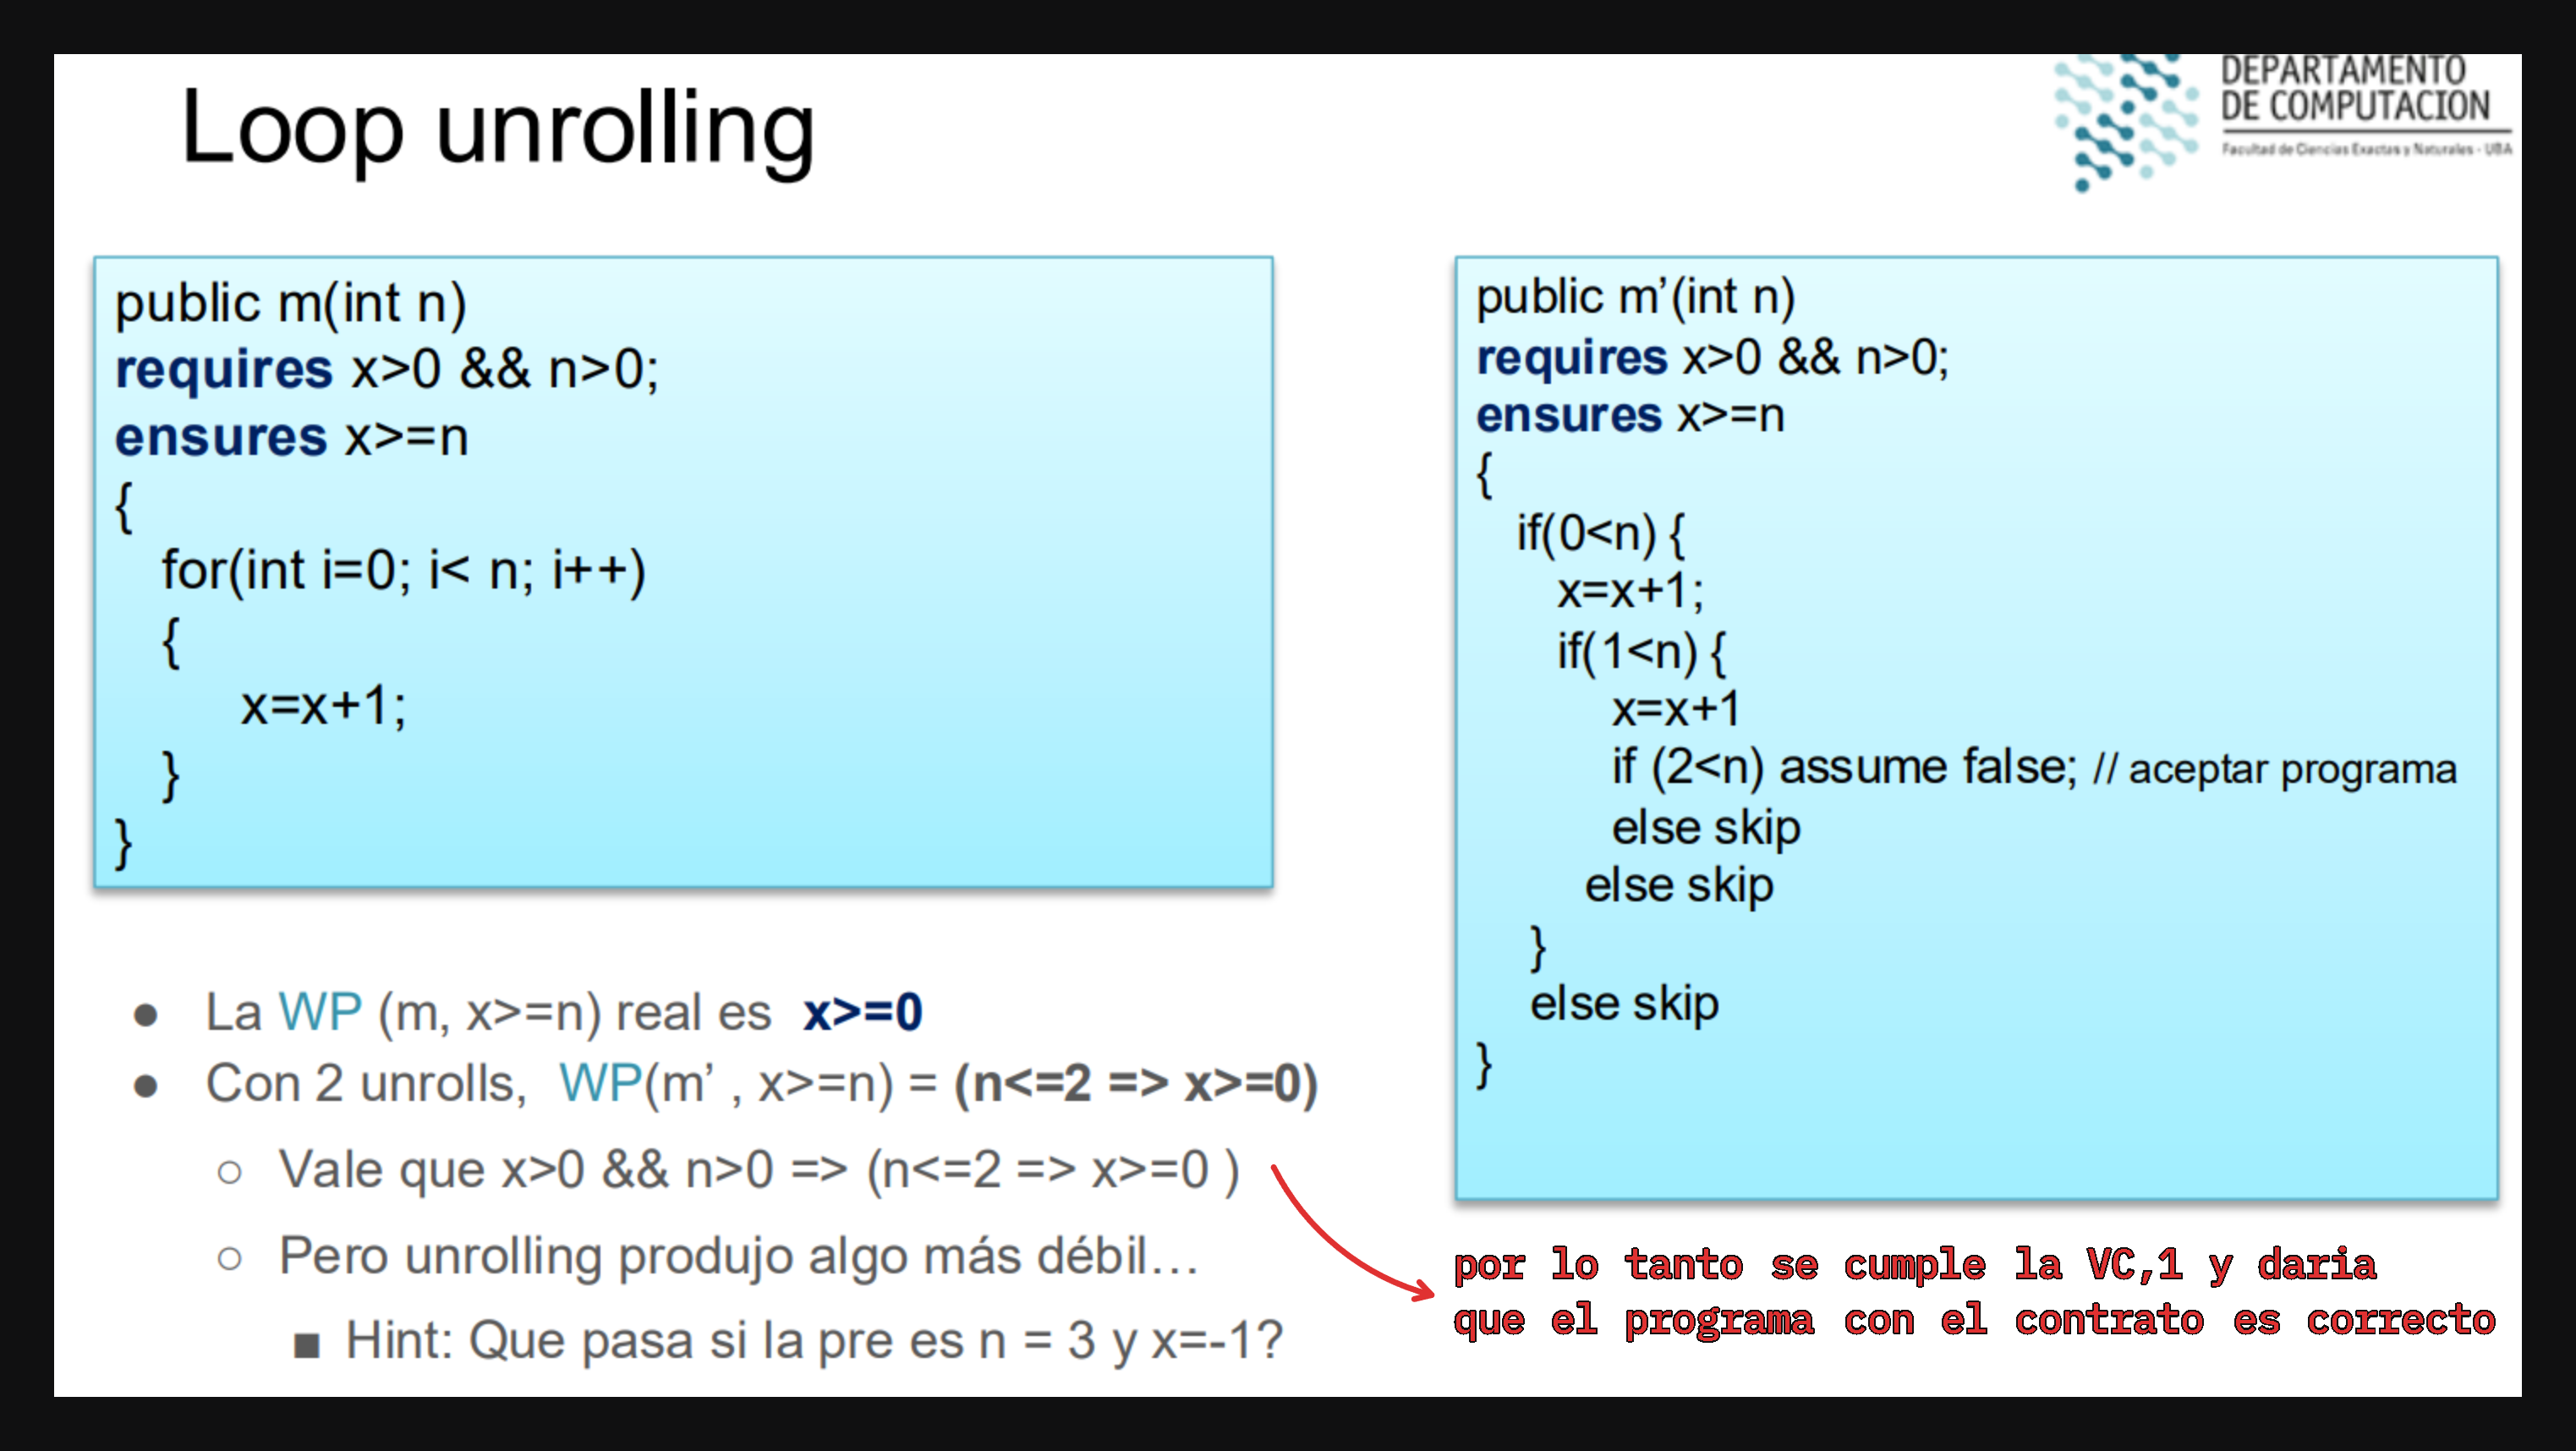 Loop unrolling
DEPARTAMENTO
DE COMPUTACION
Facultad de Ciencias Exactas y Naturales - UBA
public m(int n)
requires x>0 && n>0;
ensures x>=n
{
for(int i=0; i< n; i++)
{
x=x+1;
}
}
public m’(int n)
requires x>0 && n>0;
ensures x>=n
{
if(0<n) {
x=x+1;
if(1<n) {
x=x+1
if (2<n) assume false; // aceptar programa
else skip
else skip
}
else skip
}
● La WP (m, x>=n) real es x>=0
● Con 2 unrolls, WP(m’ , x>=n) = (n<=2 => x>=0)
○ Vale que x>0 && n>0 => (n<=2 => x>=0 )
○ Pero unrolling produjo algo más débil…
■ Hint: Que pasa si la pre es n = 3 y x=-1?
por lo tanto se cumple la VC,1 y daria
que el programa con el contrato es correcto